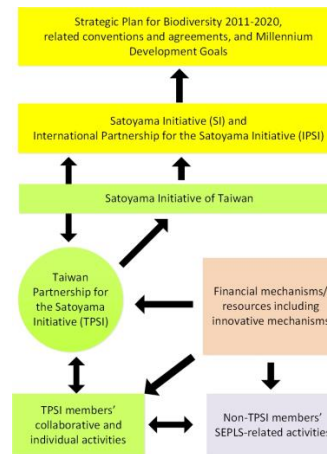 Strategic Plan for Biodiversity 2011-2020,
related conventions and agreements, and Millennium
Development Goals
Satoyama Initiative (SI) and
International Partnership for the Satoyama Initiative (IPSI)
Satoyama Initiative of Taiwan
Taiwan
Partnership for
the Satoyama
Initiative (TPSI)
Financial mechanisms/
resources including
innovative mechanisms
TPSI members'
collaborative and
individual activities
Non-TPSI members'
SEPLS-related activities